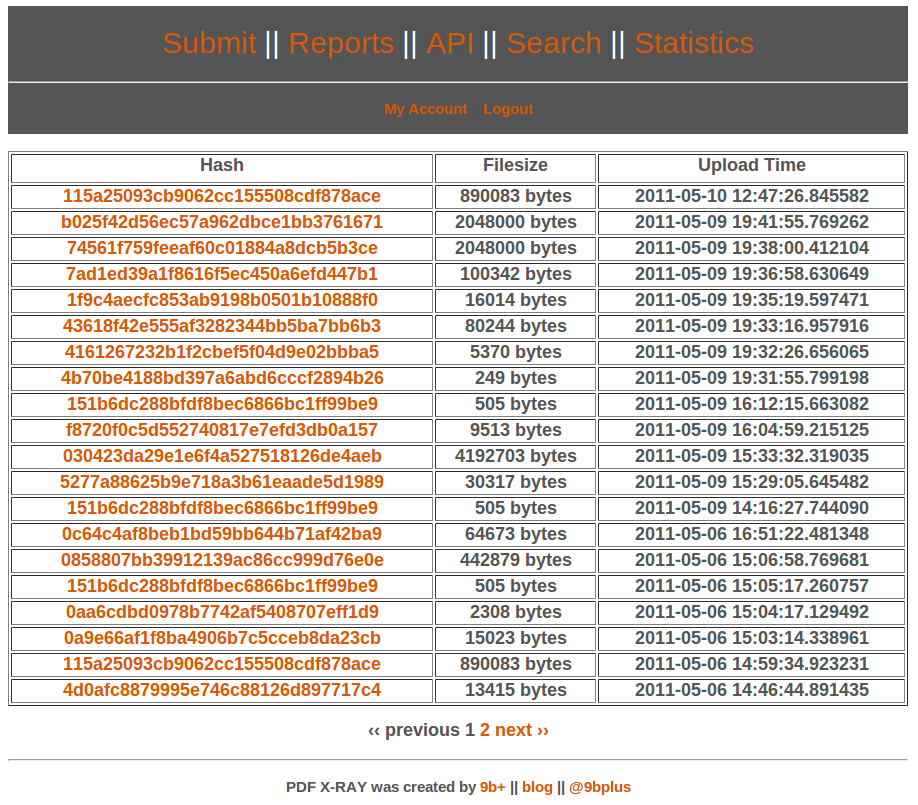 Submit || Reports || API || Search || Statistics
My Account Logout
Hash Filesize Upload Time
115a25093cb9062cc155508cdf878ace 890083 bytes 2011-05-10 12:47:26.845582
b025f42d56ec57a962dbce1bb3761671 2048000 bytes 2011-05-09 19:41:55.769262
74561f759feeaf60c01884a8dcb5b3ce 2048000 bytes 2011-05-09 19:38:00.412104
7ad1ed39a1f8616f5ec450a6efd447b1 100342 bytes 2011-05-09 19:36:58.630649
1f9c4aecfc853ab9198b0501b10888f0 16014 bytes 2011-05-09 19:35:19.597471
43618f42e555af3282344bb5ba7bb6b3 80244 bytes 2011-05-09 19:33:16.957916
4161267232b1f2cbef5f04d9e02bbba5 5370 bytes 2011-05-09 19:32:26.656065
4b70be4188bd397a6abd6cccf2894b26 249 bytes 2011-05-09 19:31:55.799198
151b6dc288bfdf8bec6866bc1ff99be9 505 bytes 2011-05-09 16:12:15.663082
f8720f0c5d552740817e7efd3db0a157 9513 bytes 2011-05-09 16:04:59.215125
030423da29e1e6f4a527518126de4aeb 4192703 bytes 2011-05-09 15:33:32.319035
5277a88625b9e718a3b61eaade5d1989 30317 bytes 2011-05-09 15:29:05.645482
151b6dc288bfdf8bec6866bc1ff99be9 505 bytes 2011-05-09 14:16:27.744090
0c64c4af8beb1bd59bb644b71af42ba9 64673 bytes 2011-05-06 16:51:22.481348
0858807bb39912139ac86cc999d76e0e 442879 bytes 2011-05-06 15:06:58.769681
151b6dc288bfdf8bec6866bc1ff99be9 505 bytes 2011-05-06 15:05:17.260757
0aa6cdbd0978b7742af5408707eff1d9 2308 bytes 2011-05-06 15:04:17.129492
0a9e66af1f8ba4906b7c5cceb8da23cb 15023 bytes 2011-05-06 15:03:14.338961
115a25093cb9062cc155508cdf878ace 890083 bytes 2011-05-06 14:59:34.923231
4d0afc8879995e746c88126d897717c4 13415 bytes 2011-05-06 14:46:44.891435
‹‹ previous 1 2 next ››
PDF X-RAY was created by 9b+ || blog || @9bplus